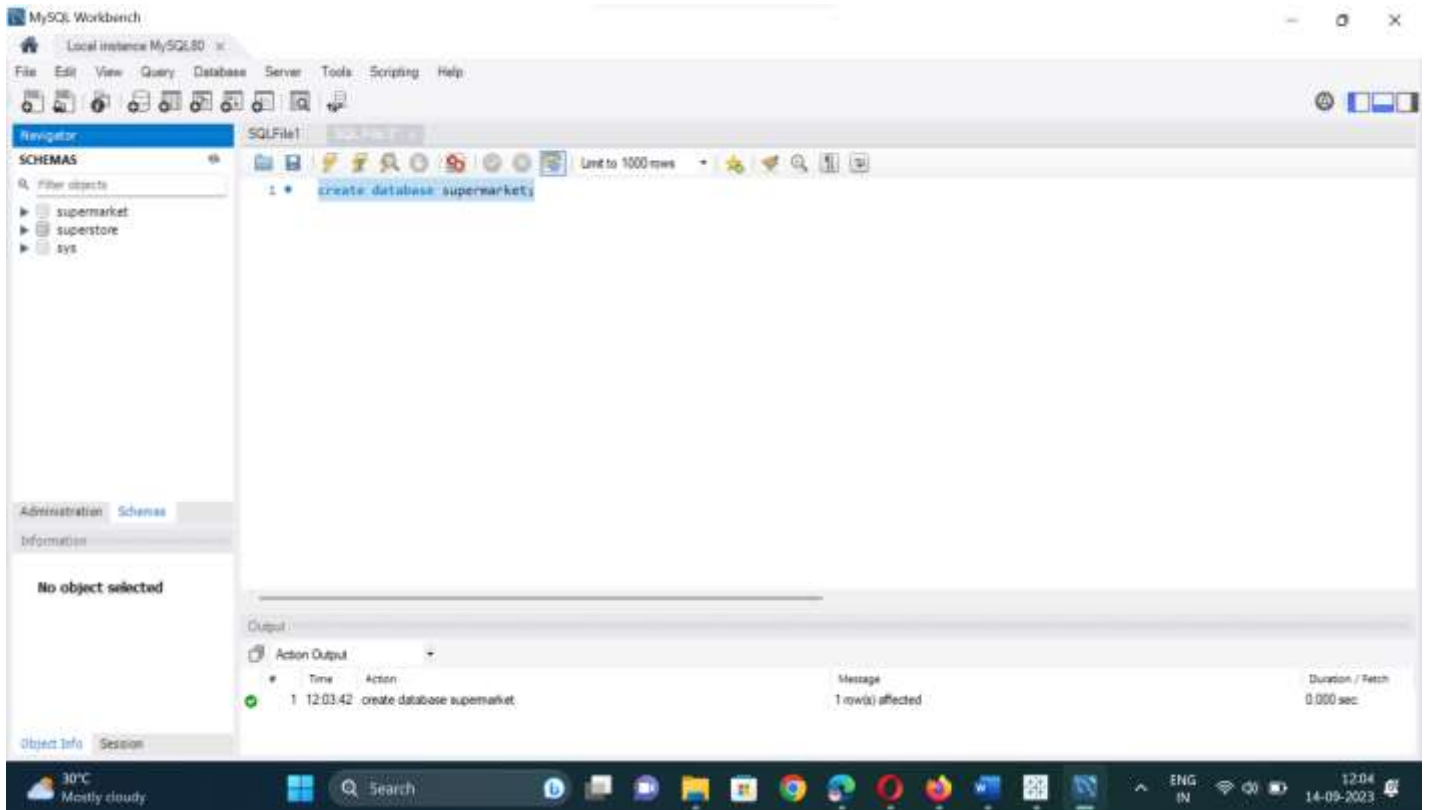 MySQL Workbench
Local instance MySQL80
File Edit View Query Database Server Tools Scripting Help
Navigator
SCHEMAS
Filter objects
supermarket
superstore
sys
SQLFile1
Limit to 1000 rows
1 create database supermarket;
Administration Schemas
Information
No object selected
Output
Action Output
# Time Action Message Duration / Fetch
1 12:03:42 create database supermarket 1 row(s) affected 0.000 sec
Object Info Session
30°C
Mostly cloudy
Search
ENG
IN
12:04
14-09-2023